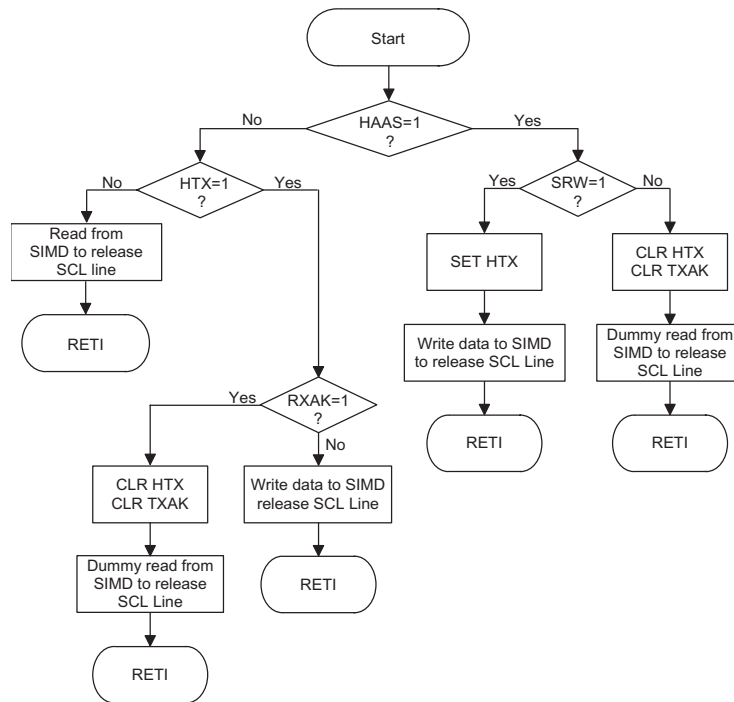 Start
HAAS=1
?
No
Yes
HTX=1
?
No
Yes
SRW=1
?
Yes
No
Read from
SIMD to release
SCL line
SET HTX
CLR HTX
CLR TXAK
RETI
Write data to SIMD
to release SCL Line
Dummy read from
SIMD to release
SCL Line
RXAK=1
?
Yes
No
RETI
RETI
CLR HTX
CLR TXAK
Write data to SIMD
release SCL Line
Dummy read from
SIMD to release
SCL Line
RETI
RETI